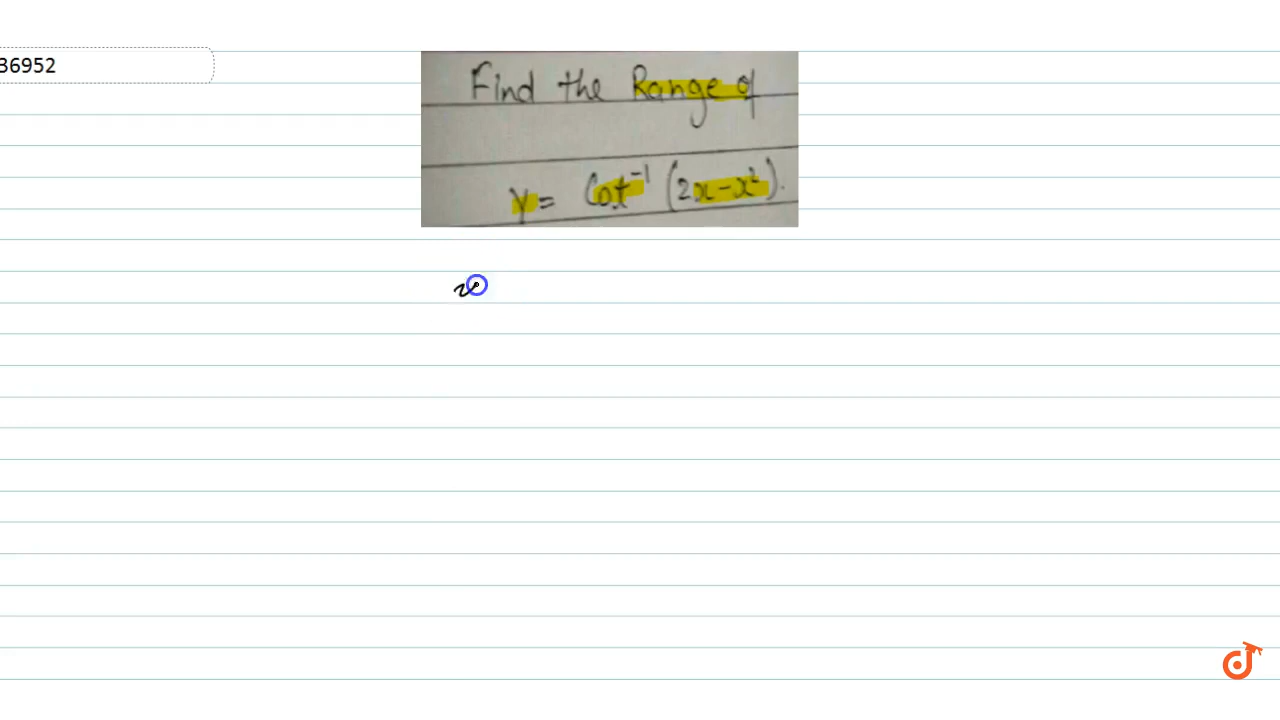 36952
Find the Range of
y = Cot⁻¹ (2x-x²).